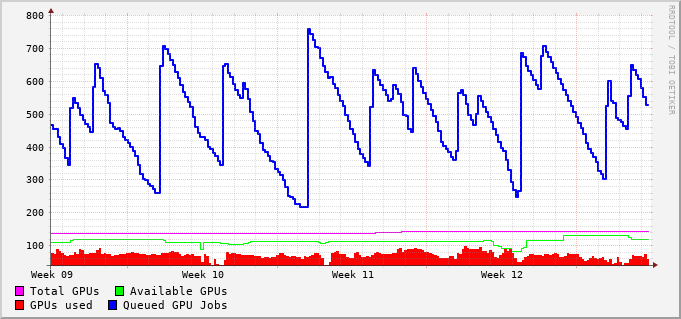 800
700
600
500
400
300
200
100
Week 09 Week 10 Week 11 Week 12
Total GPUs Available GPUs
GPUs used Queued GPU Jobs
RRDTOOL / TOBI OETIKER